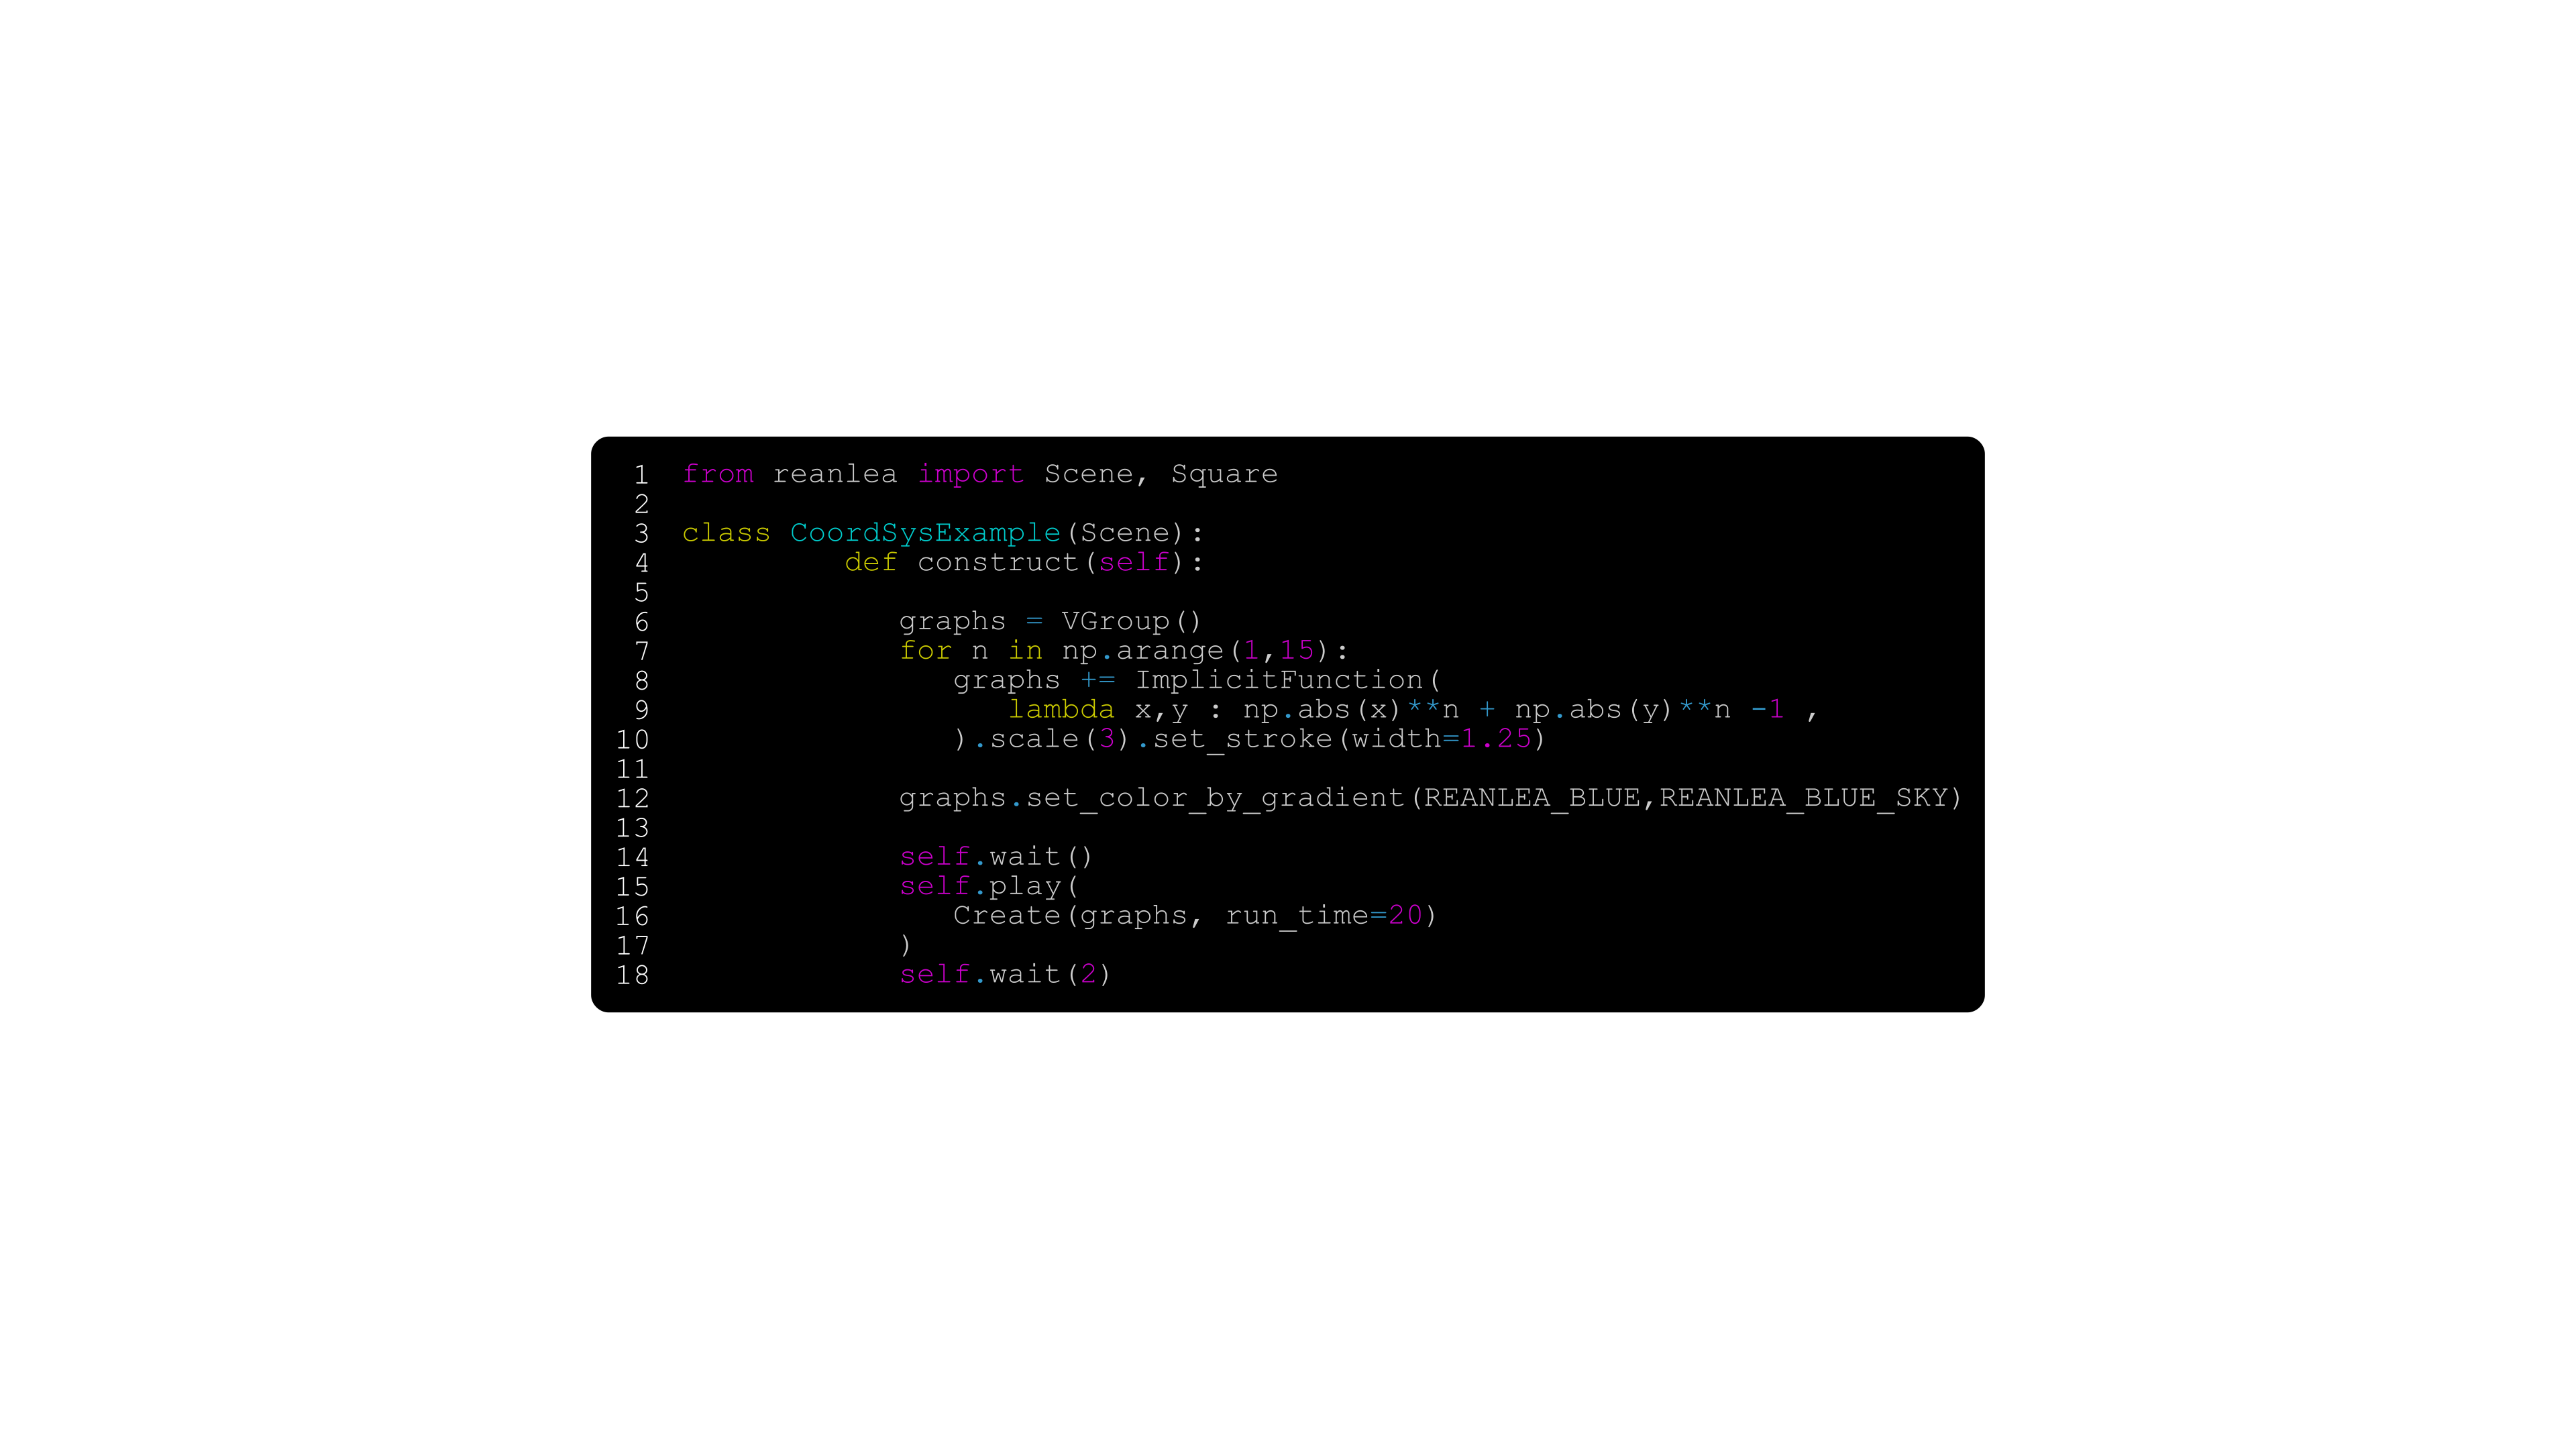 1 from reanlea import Scene, Square
2
3 class CoordSysExample(Scene):
4 def construct(self):
5
6 graphs = VGroup()
7 for n in np.arange(1,15):
8 graphs += ImplicitFunction(
9 lambda x,y : np.abs(x)**n + np.abs(y)**n -1 ,
10 ).scale(3).set_stroke(width=1.25)
11
12 graphs.set_color_by_gradient(REANLEA_BLUE,REANLEA_BLUE_SKY)
13
14 self.wait()
15 self.play(
16 Create(graphs, run_time=20)
17 )
18 self.wait(2)